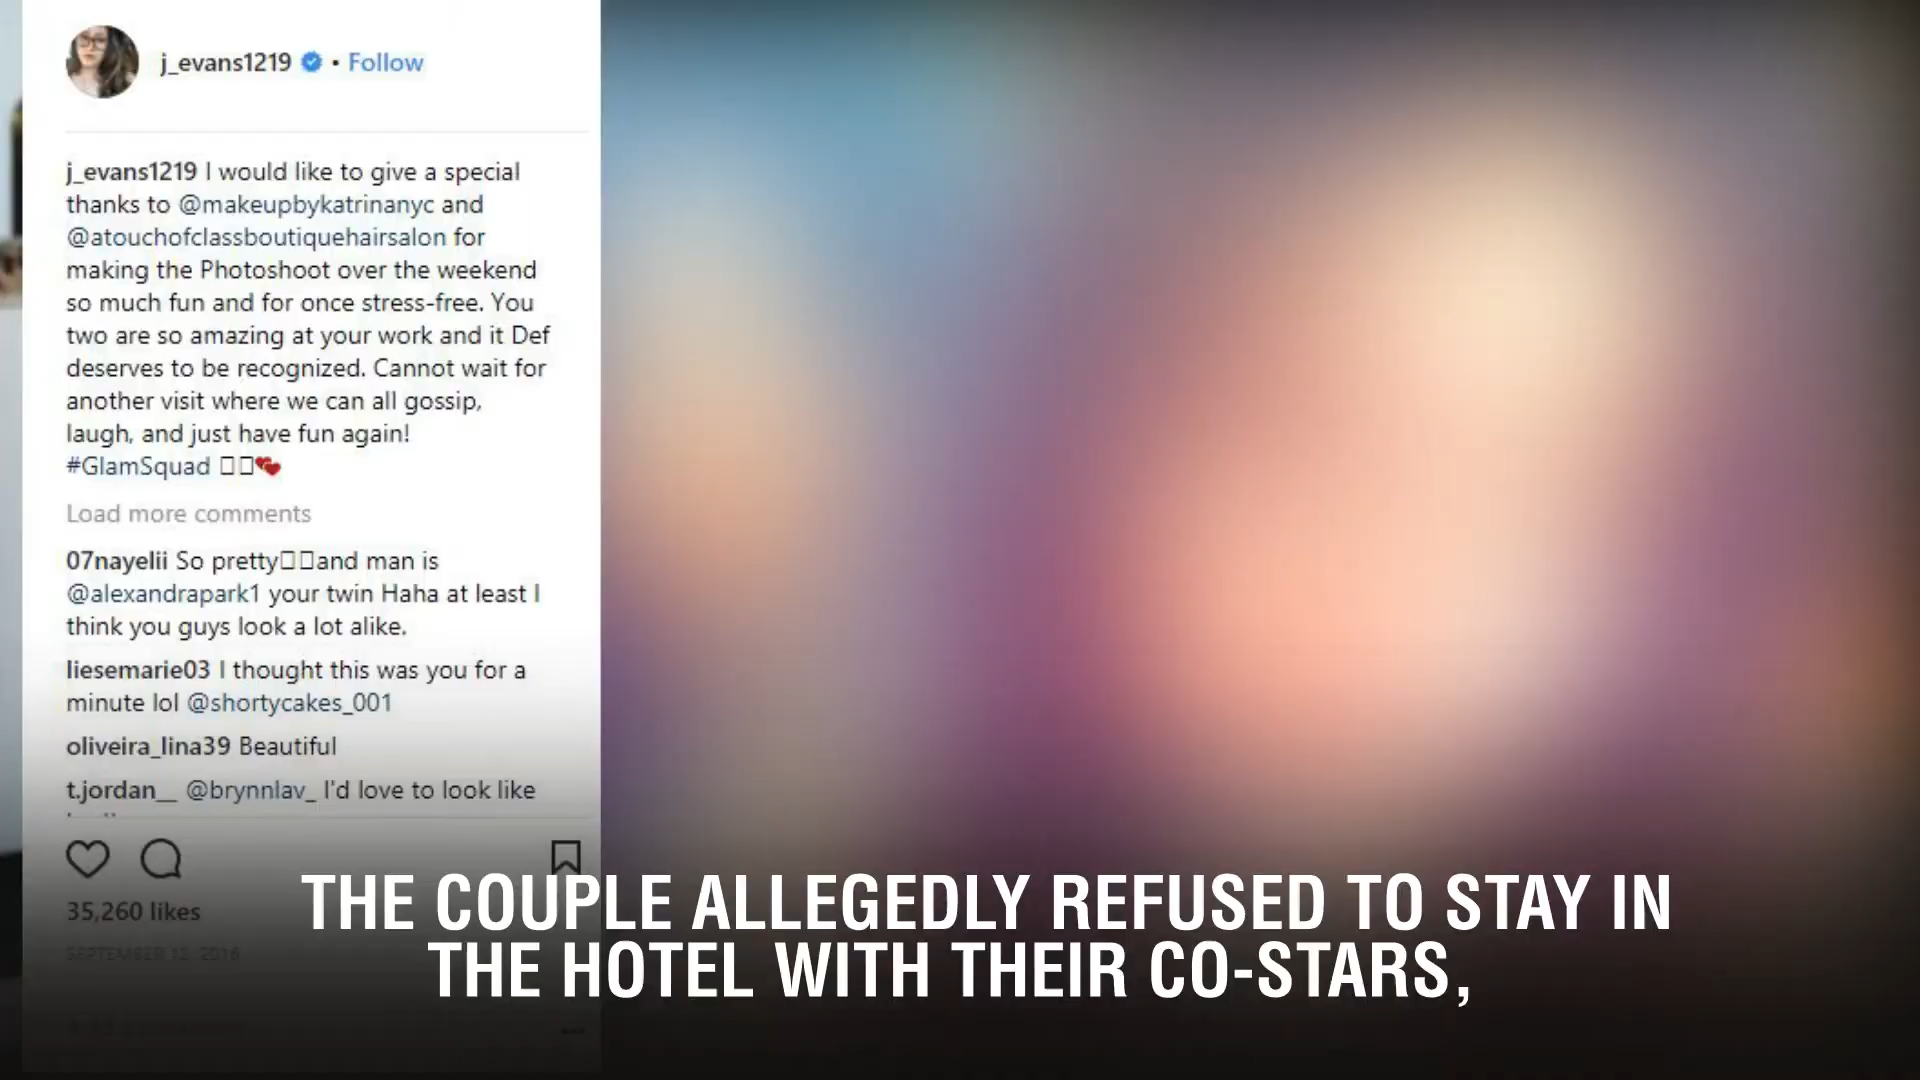 j_evans1219 • Follow
j_evans1219 I would like to give a special
thanks to @makeupbykatrinanyc and
@atouchofclassboutiquehairsalon for
making the Photoshoot over the weekend
so much fun and for once stress-free. You
two are so amazing at your work and it Def
deserves to be recognized. Cannot wait for
another visit where we can all gossip,
laugh, and just have fun again!
#GlamSquad
Load more comments
07nayelii So pretty and man is
@alexandrapark1 your twin Haha at least I
think you guys look a lot alike.
liesemarie03 I thought this was you for a
minute lol @shortycakes_001
oliveira_lina39 Beautiful
t.jordan__ @brynnlav_ I'd love to look like
35,260 likes
SEPTEMBER 12, 2016
THE COUPLE ALLEGEDLY REFUSED TO STAY IN
THE HOTEL WITH THEIR CO-STARS,